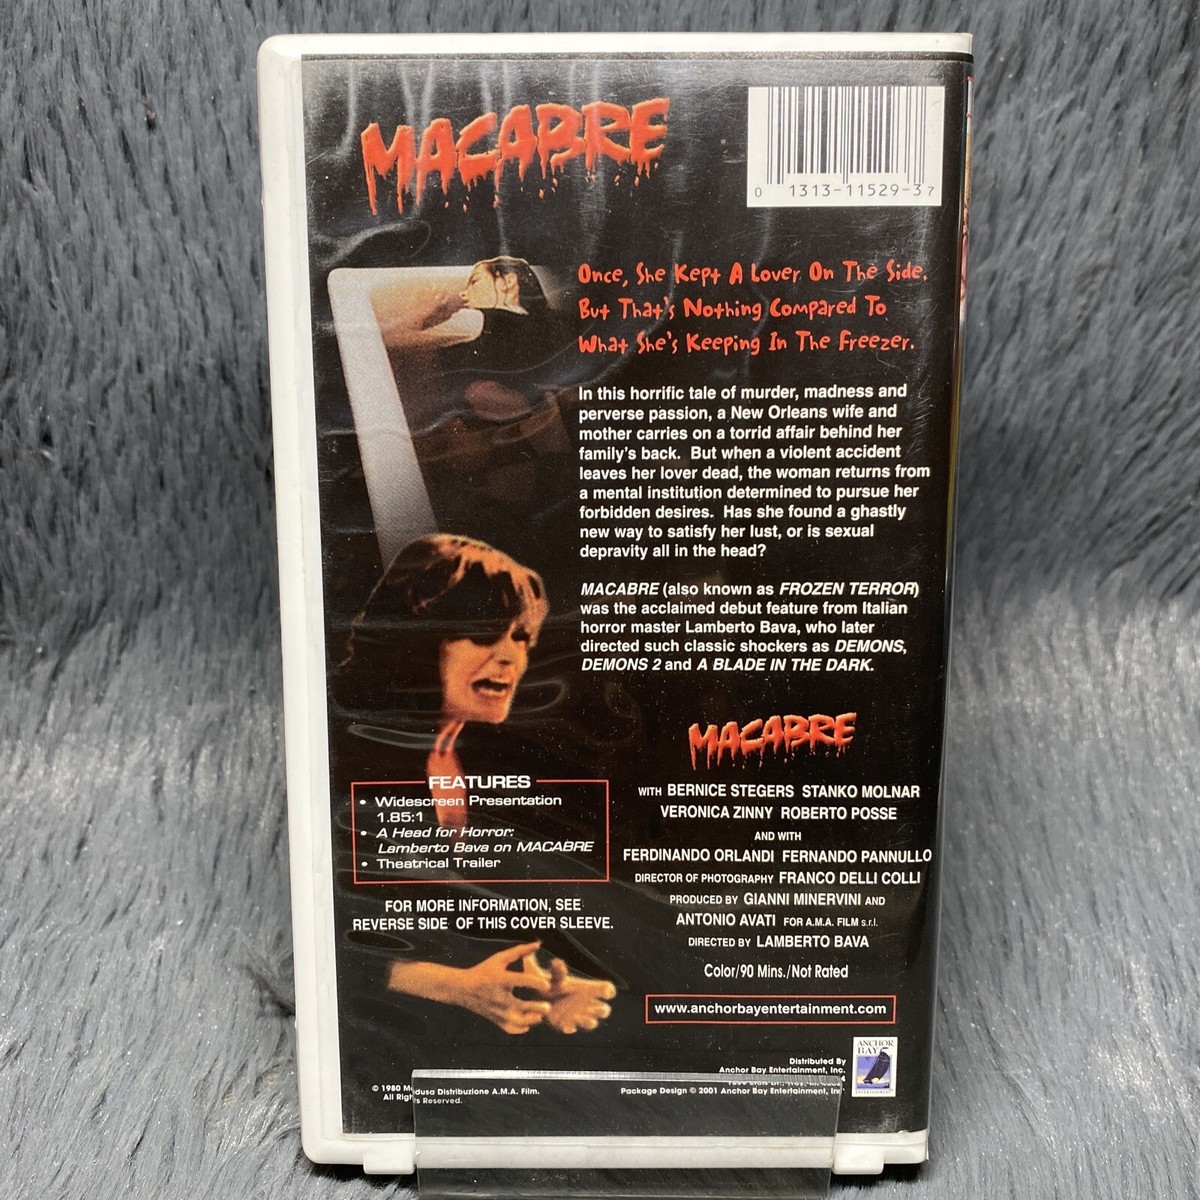 MACABRE
0 1313-11529-3 7
Once, She Kept A Lover On The Side.
But That's Nothing Compared To
What She's Keeping In The Freezer.
In this horrific tale of murder, madness and
perverse passion, a New Orleans wife and
mother carries on a torrid affair behind her
family's back. But when a violent accident
leaves her lover dead, the woman returns from
a mental institution determined to pursue her
forbidden desires. Has she found a ghastly
new way to satisfy her lust, or is sexual
depravity all in the head?
MACABRE (also known as FROZEN TERROR)
was the acclaimed debut feature from Italian
horror master Lamberto Bava, who later
directed such classic shockers as DEMONS,
DEMONS 2 and A BLADE IN THE DARK.
FEATURES
• Widescreen Presentation
1.85:1
• A Head for Horror:
Lamberto Bava on MACABRE
• Theatrical Trailer
FOR MORE INFORMATION, SEE
REVERSE SIDE OF THIS COVER SLEEVE.
MACABRE
WITH BERNICE STEGERS STANKO MOLNAR
VERONICA ZINNY ROBERTO POSSE
AND WITH
FERDINANDO ORLANDI FERNANDO PANNULLO
DIRECTOR OF PHOTOGRAPHY FRANCO DELLI COLLI
PRODUCED BY GIANNI MINERVINI AND
ANTONIO AVATI FOR A.M.A. FILM s.r.l.
DIRECTED BY LAMBERTO BAVA
Color/90 Mins./Not Rated
www.anchorbayentertainment.com
Distributed By
Anchor Bay Entertainment, Inc.
ANCHOR
BAY
ENTERTAINMENT
© 1980 Medusa Distribuzione A.M.A. Film.
All Rights Reserved.
Package Design © 2001 Anchor Bay Entertainment, Inc.